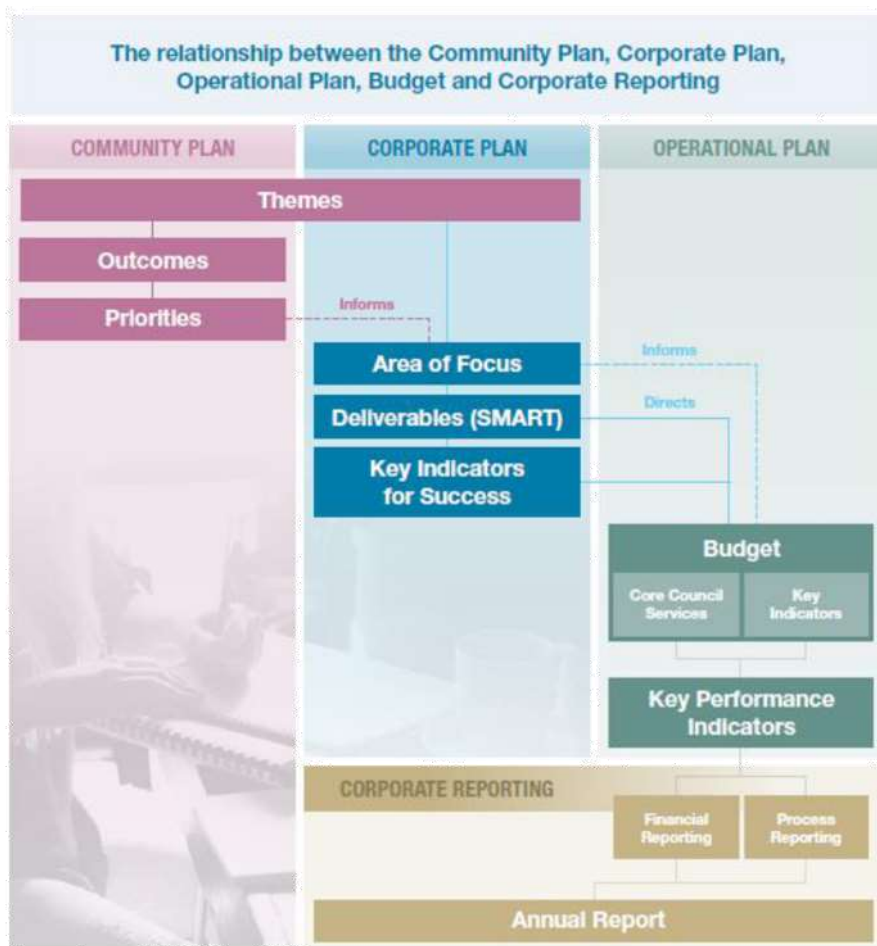 The relationship between the Community Plan, Corporate Plan,
Operational Plan, Budget and Corporate Reporting
COMMUNITY PLAN
CORPORATE PLAN
OPERATIONAL PLAN
Themes
Outcomes
Priorities
Informs
Area of Focus
Informs
Deliverables (SMART)
Directs
Key Indicators
for Success
Budget
Core Council
Services
Key
Indicators
Key Performance
Indicators
CORPORATE REPORTING
Financial
Reporting
Process
Reporting
Annual Report